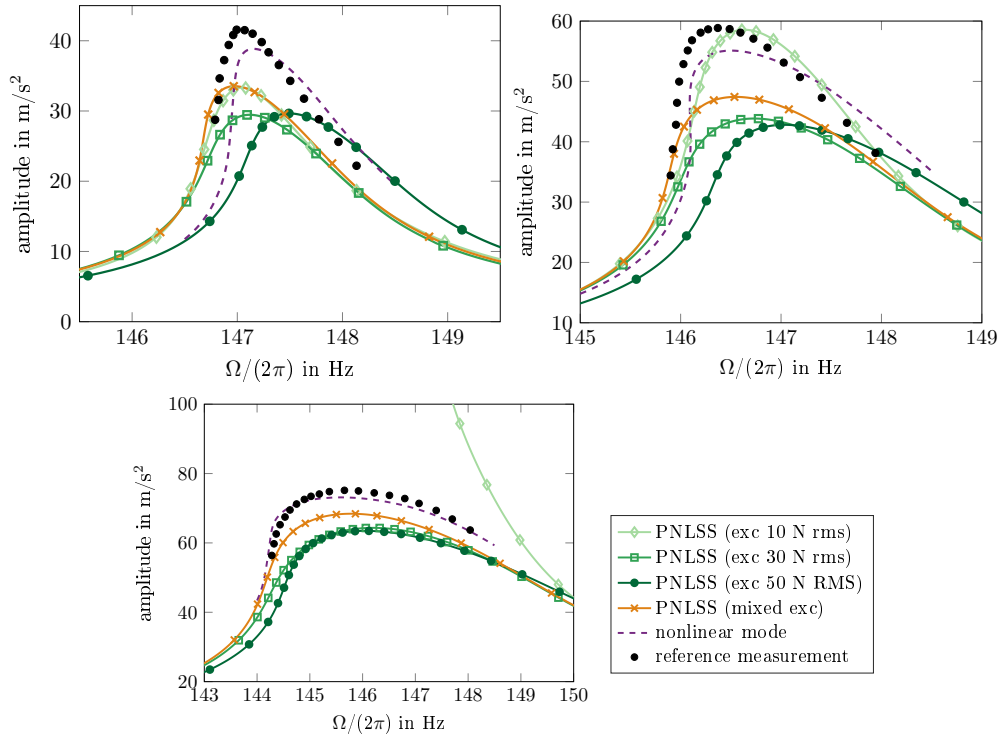 40
30
20
10
0
146
147
148
149
amplitude in m/s²
Ω/(2π) in Hz
60
50
40
30
20
10
145
146
147
148
149
amplitude in m/s²
Ω/(2π) in Hz
100
80
60
40
20
143
144
145
146
147
148
149
150
amplitude in m/s²
Ω/(2π) in Hz
PNLSS (exc 10 N rms)
PNLSS (exc 30 N rms)
PNLSS (exc 50 N RMS)
PNLSS (mixed exc)
nonlinear mode
reference measurement